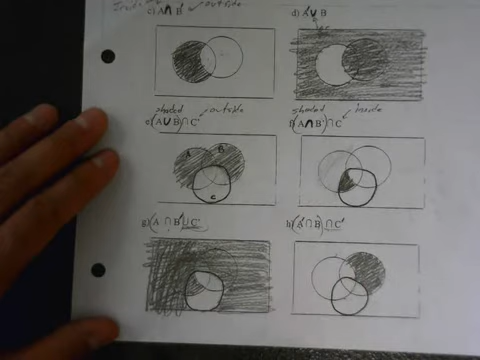 c) A ∩ B' outside
d) A' ∪ B
shaded outside
e) (A ∪ B) ∩ C'
shaded inside
f) (A ∩ B') ∩ C
A B
C
g) (A ∩ B') ∪ C'
h) (A' ∩ B) ∩ C'